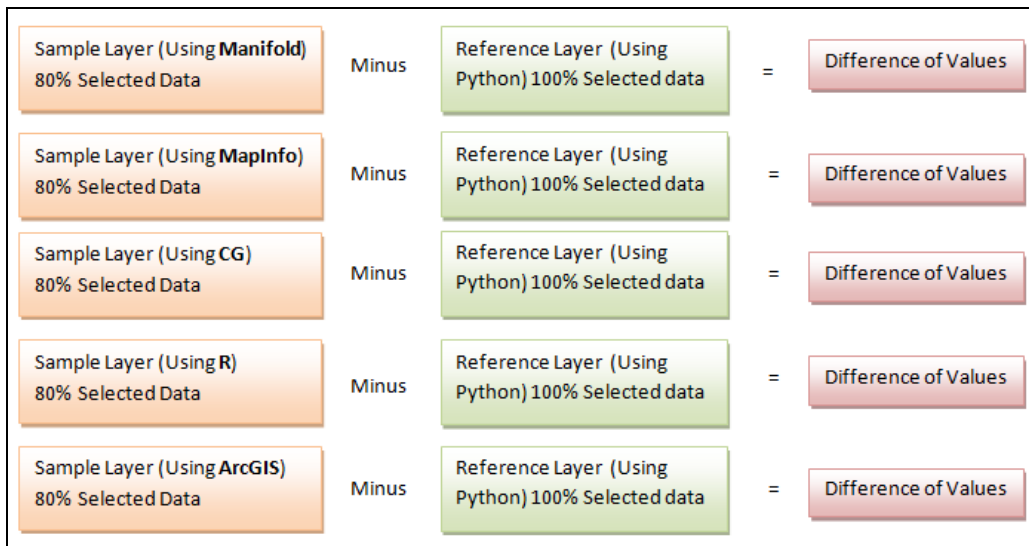 Sample Layer (Using Manifold)
80% Selected Data
Minus
Reference Layer (Using
Python) 100% Selected data
=
Difference of Values
Sample Layer (Using MapInfo)
80% Selected Data
Minus
Reference Layer (Using
Python) 100% Selected data
=
Difference of Values
Sample Layer (Using CG)
80% Selected Data
Minus
Reference Layer (Using
Python) 100% Selected data
=
Difference of Values
Sample Layer (Using R)
80% Selected Data
Minus
Reference Layer (Using
Python) 100% Selected data
=
Difference of Values
Sample Layer (Using ArcGIS)
80% Selected Data
Minus
Reference Layer (Using
Python) 100% Selected data
=
Difference of Values